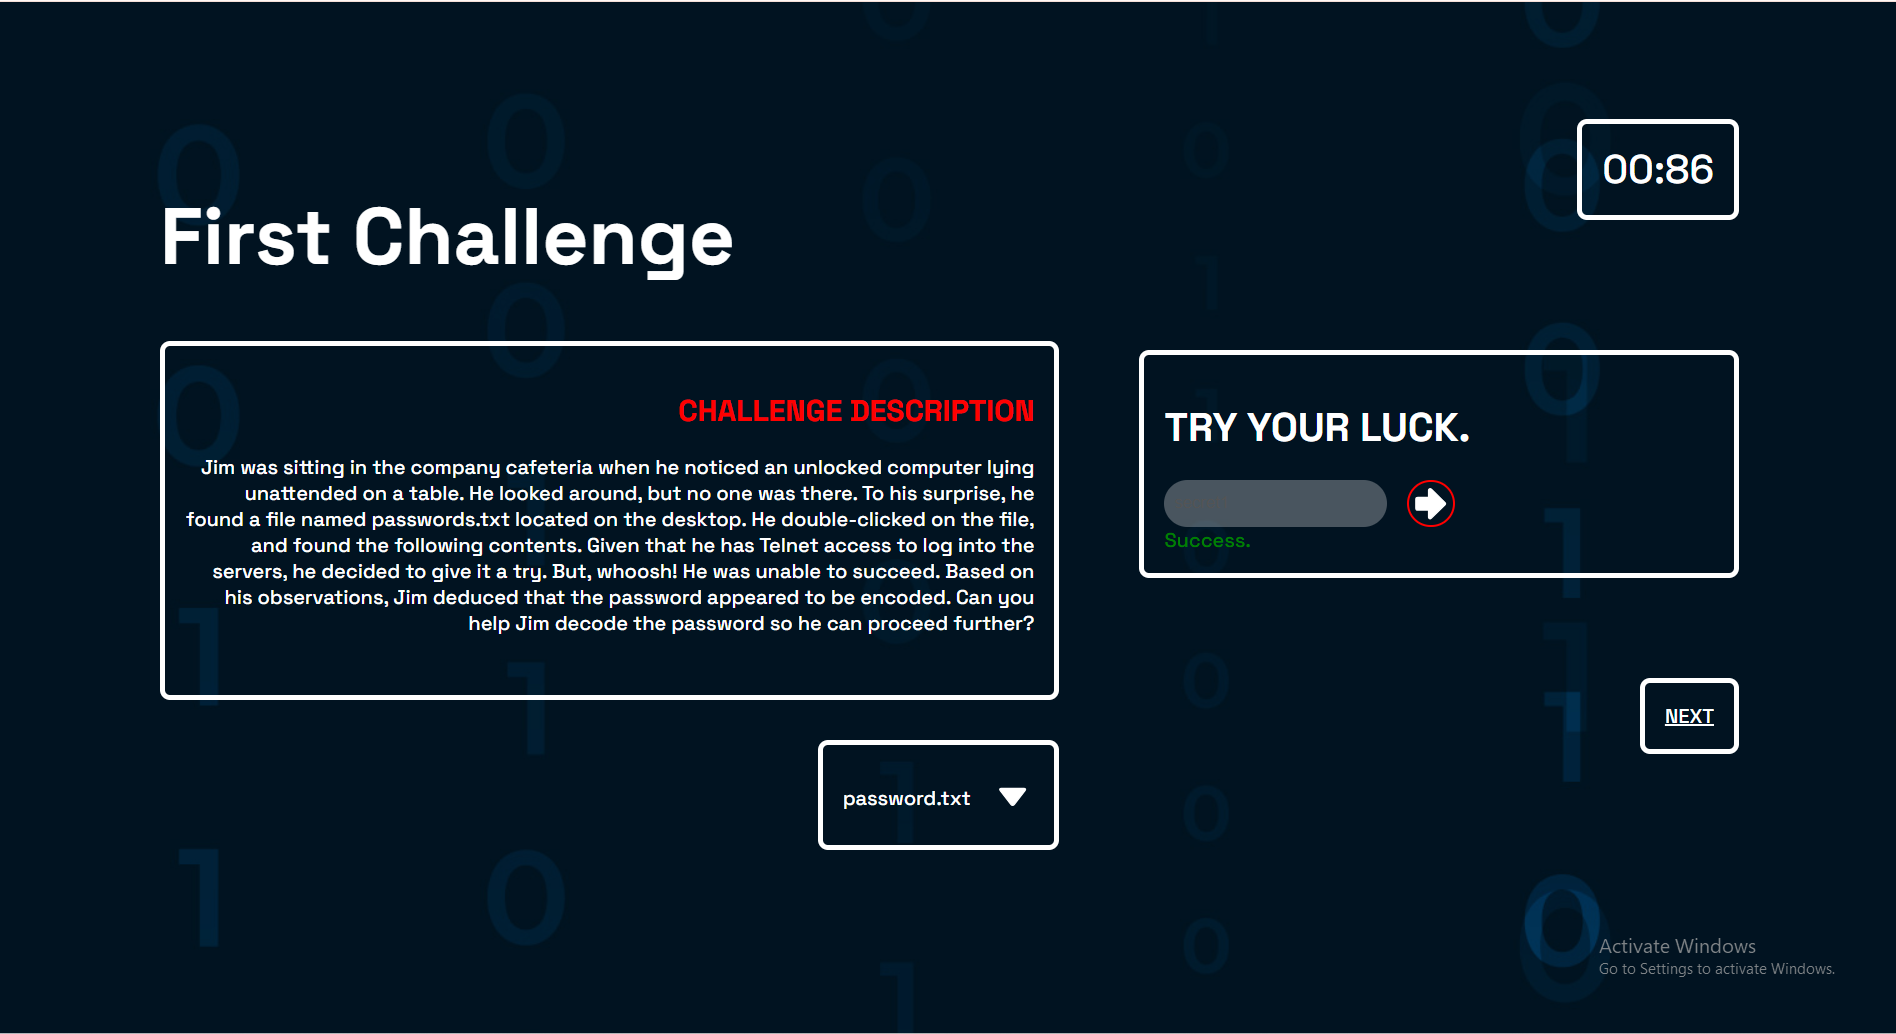 00:86
First Challenge
CHALLENGE DESCRIPTION
Jim was sitting in the company cafeteria when he noticed an unlocked computer lying
unattended on a table. He looked around, but no one was there. To his surprise, he
found a file named passwords.txt located on the desktop. He double-clicked on the file,
and found the following contents. Given that he has Telnet access to log into the
servers, he decided to give it a try. But, whoosh! He was unable to succeed. Based on
his observations, Jim deduced that the password appeared to be encoded. Can you
help Jim decode the password so he can proceed further?
password.txt
TRY YOUR LUCK.
Success.
NEXT
Activate Windows
Go to Settings to activate Windows.